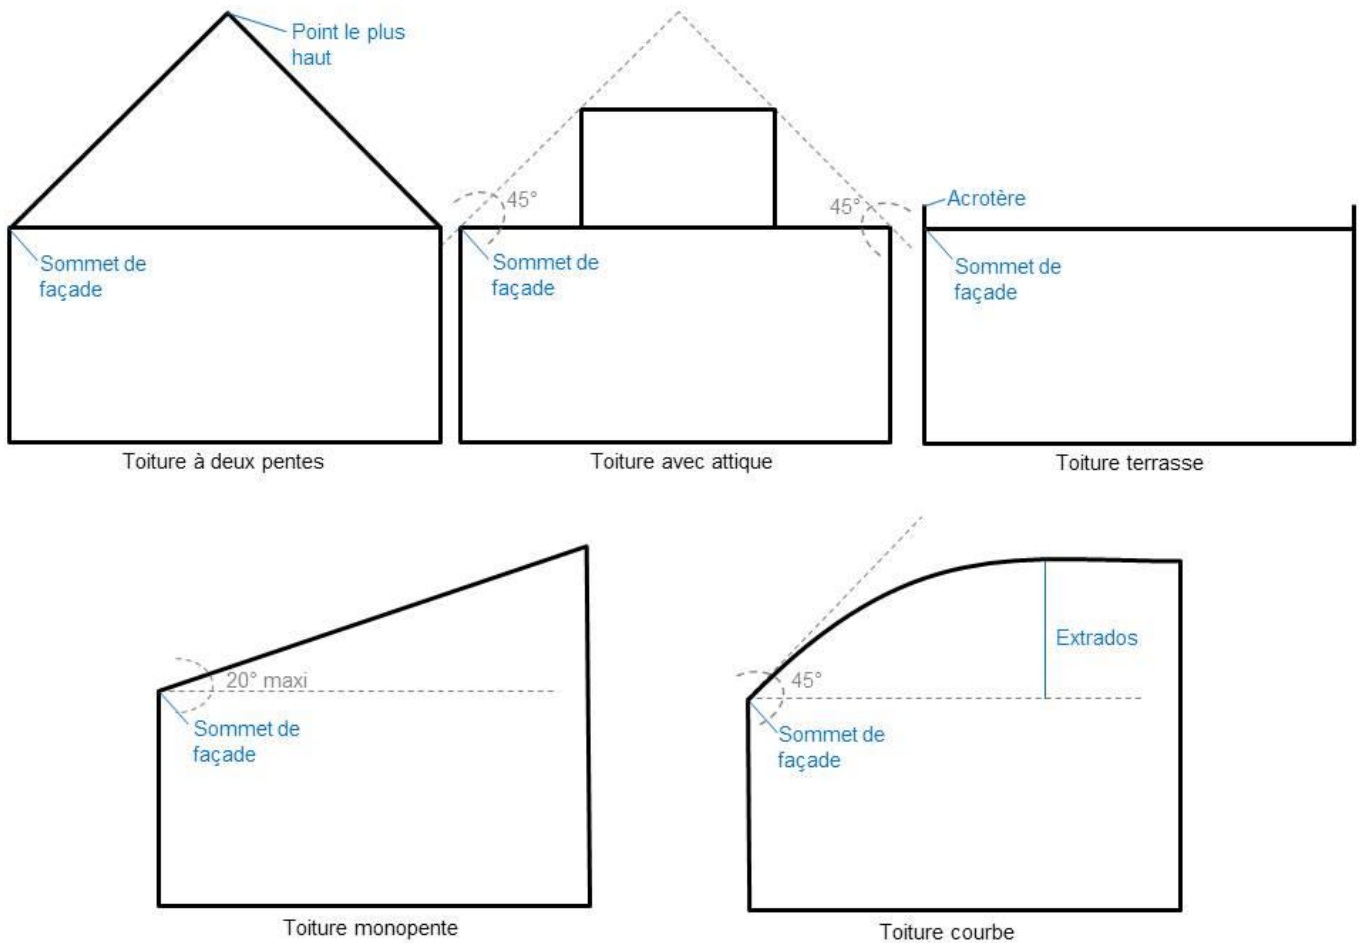 Point le plus
haut
Sommet de
façade
Toiture à deux pentes
45°
45°
Sommet de
façade
Toiture avec attique
Acrotère
Sommet de
façade
Toiture terrasse
20° maxi
Sommet de
façade
Toiture monopente
45°
Extrados
Sommet de
façade
Toiture courbe